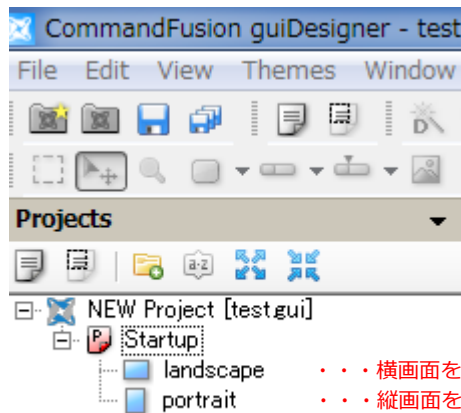 CommandFusion guiDesigner - test
File Edit View Themes Window
D
Projects
a-z
NEW Project [test.gui]
P Startup
landscape ・・・横画面を
portrait ・・・縦画面を